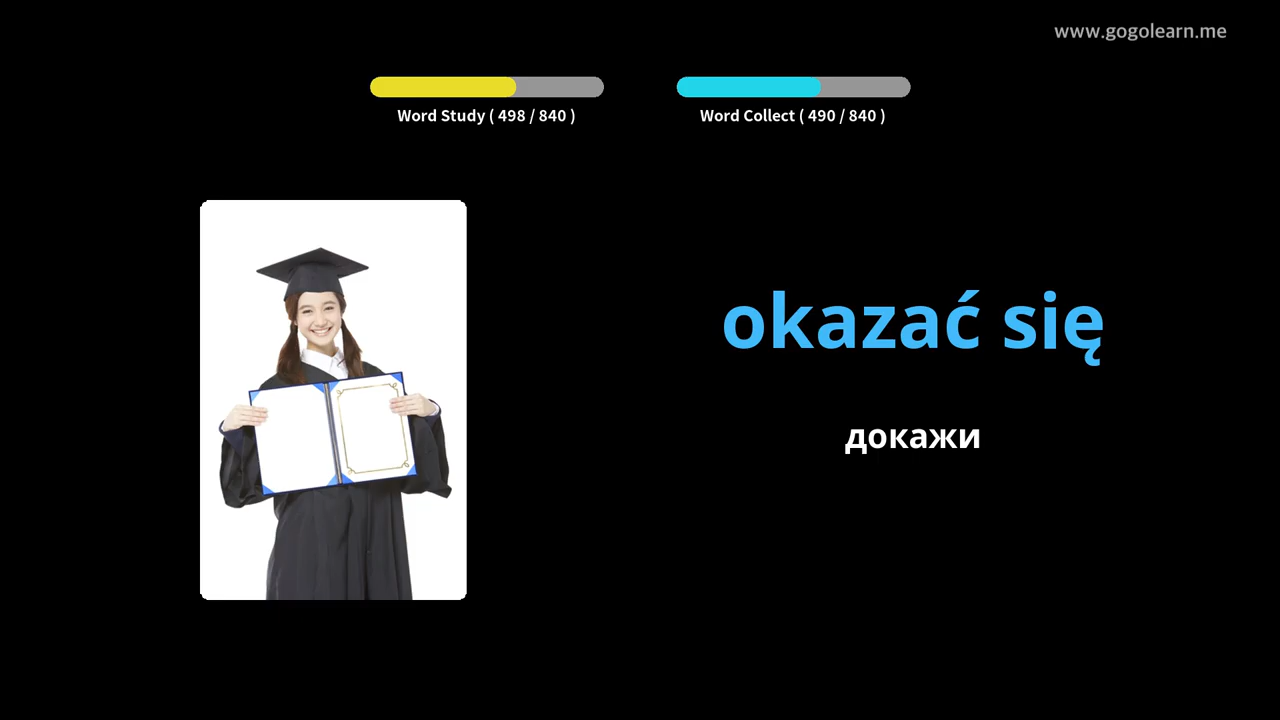 www.gogolearn.me
Word Study ( 498 / 840 )
Word Collect ( 490 / 840 )
okazać się
докажи